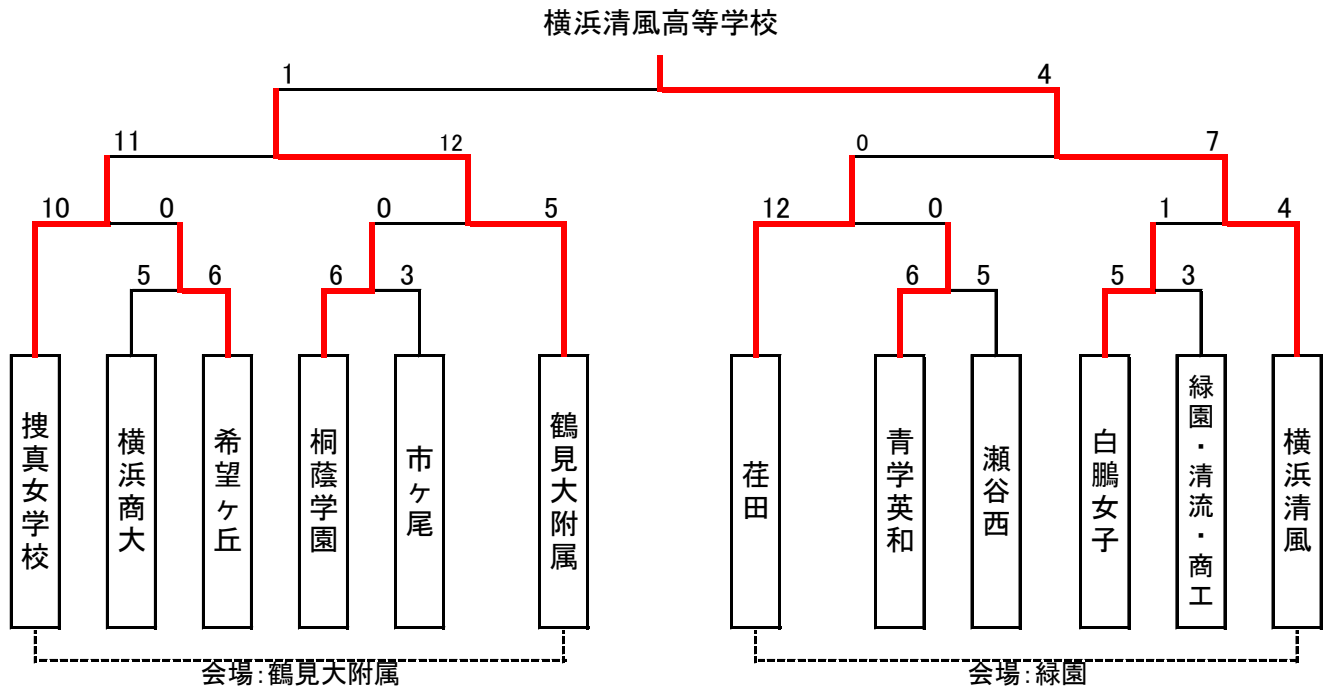 横浜清風高等学校
1 4
11 12 0 7
10 0 0 5 12 0 1 4
5 6 6 3 6 5 5 3
捜真女学校
横浜商大
希望ヶ丘
桐蔭学園
市ヶ尾
鶴見大附属
荏田
青学英和
瀬谷西
白鵬女子
緑園・清流・商工
横浜清風
会場:鶴見大附属
会場:緑園